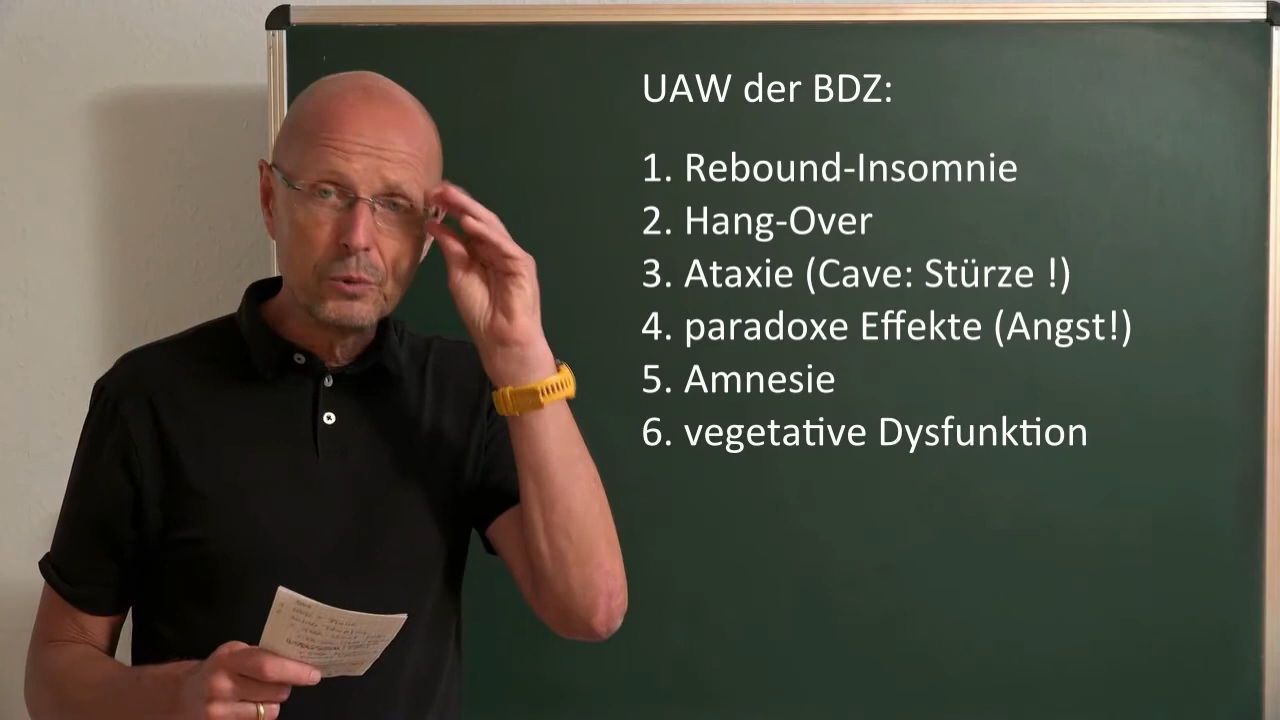 UAW der BDZ:
1. Rebound-Insomnie
2. Hang-Over
3. Ataxie (Cave: Stürze !)
4. paradoxe Effekte (Angst!)
5. Amnesie
6. vegetative Dysfunktion